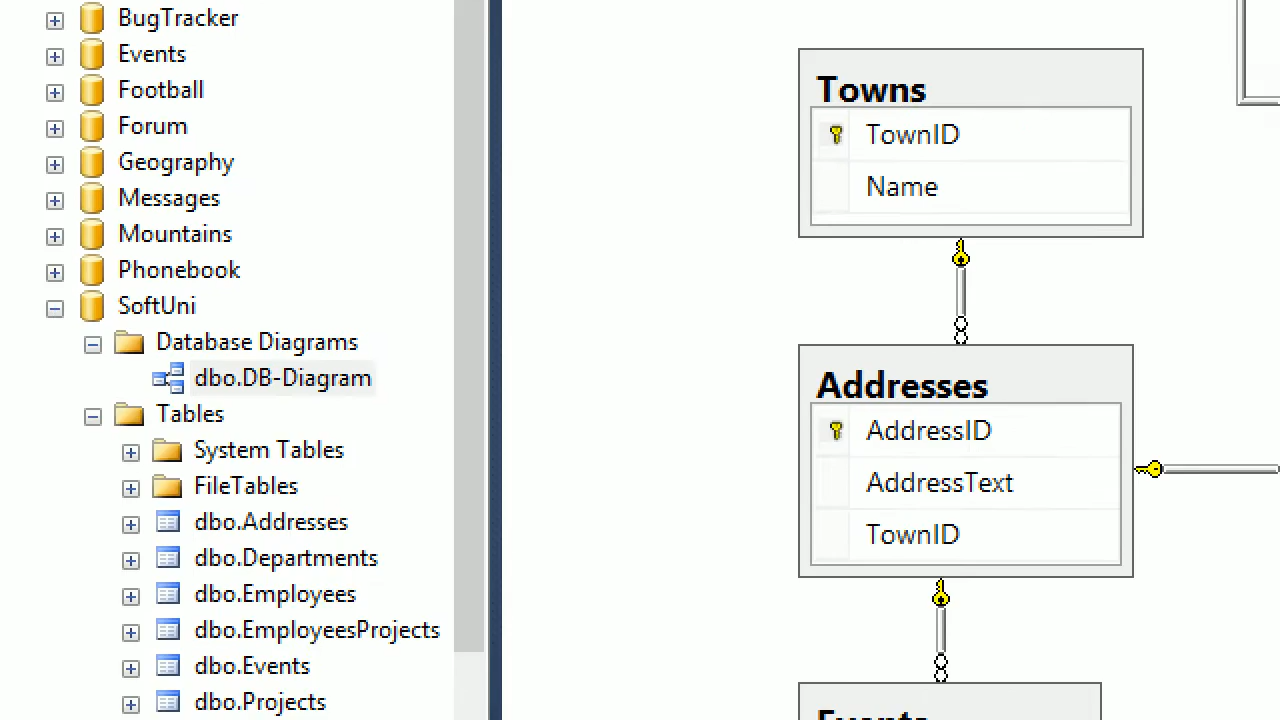 BugTracker
Events
Football
Forum
Geography
Messages
Mountains
Phonebook
SoftUni
Database Diagrams
dbo.DB-Diagram
Tables
System Tables
FileTables
dbo.Addresses
dbo.Departments
dbo.Employees
dbo.EmployeesProjects
dbo.Events
dbo.Projects
Towns
TownID
Name
Addresses
AddressID
AddressText
TownID
Events